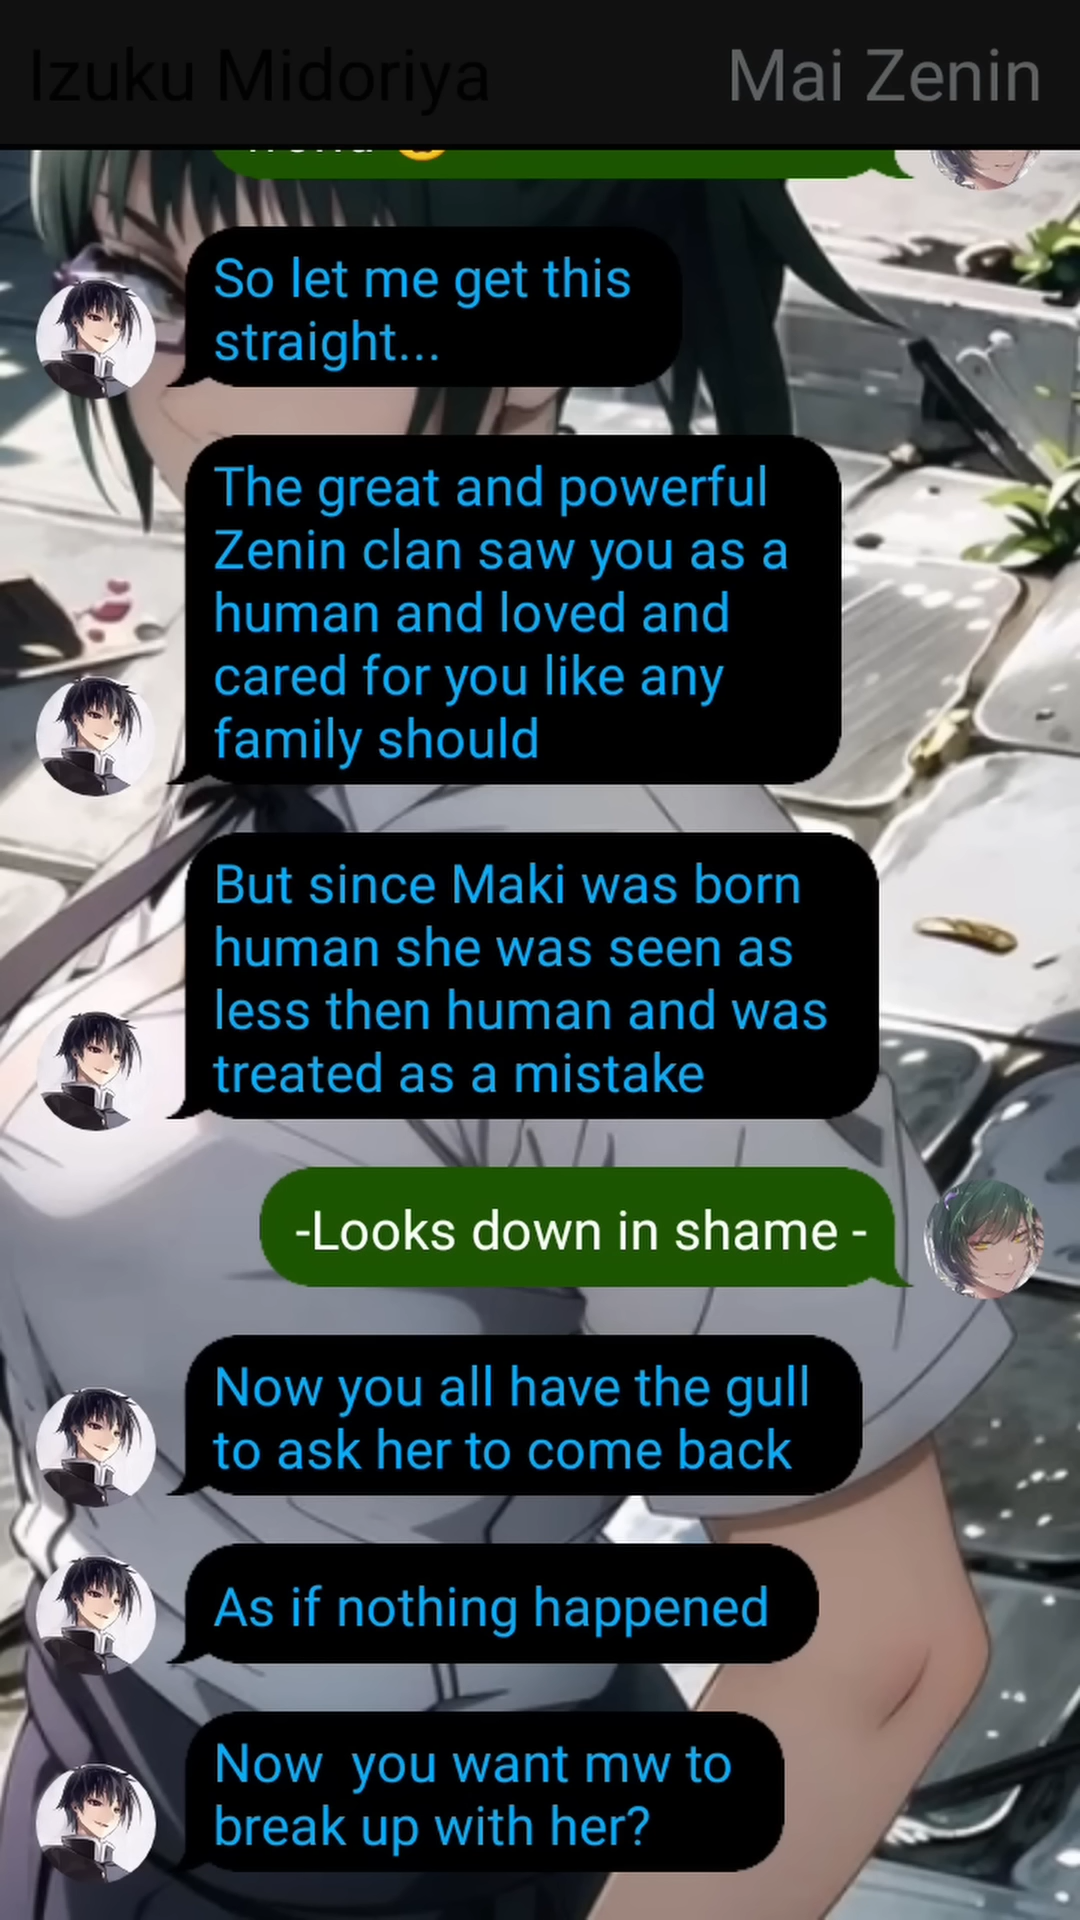 Izuku Midoriya
Mai Zenin
So let me get this
straight...
The great and powerful
Zenin clan saw you as a
human and loved and
cared for you like any
family should
But since Maki was born
human she was seen as
less then human and was
treated as a mistake
-Looks down in shame -
Now you all have the gull
to ask her to come back
As if nothing happened
Now  you want mw to
break up with her?